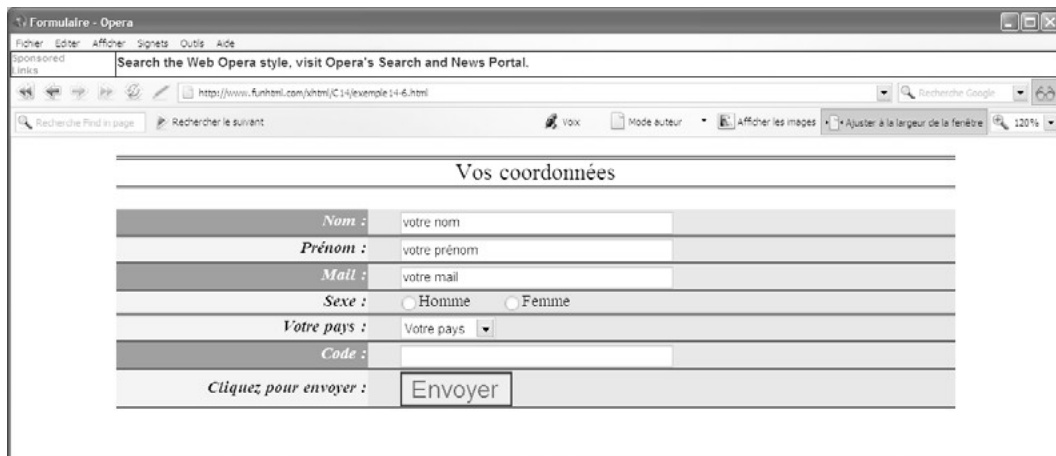 Formulaire - Opera
Fichier Editer Afficher Signets Outils Aide
Sponsored Links
Search the Web Opera style, visit Opera's Search and News Portal.
http://www.funhtml.com/xhtml/C14/exemple14-6.html Recherche Google
Recherche Find in page Rechercher le suivant Voix Mode auteur Afficher les images Ajuster à la largeur de la fenêtre 120%
Vos coordonnées
Nom : votre nom
Prénom : votre prénom
Mail : votre mail
Sexe : Homme Femme
Votre pays : Votre pays
Code :
Cliquez pour envoyer : Envoyer